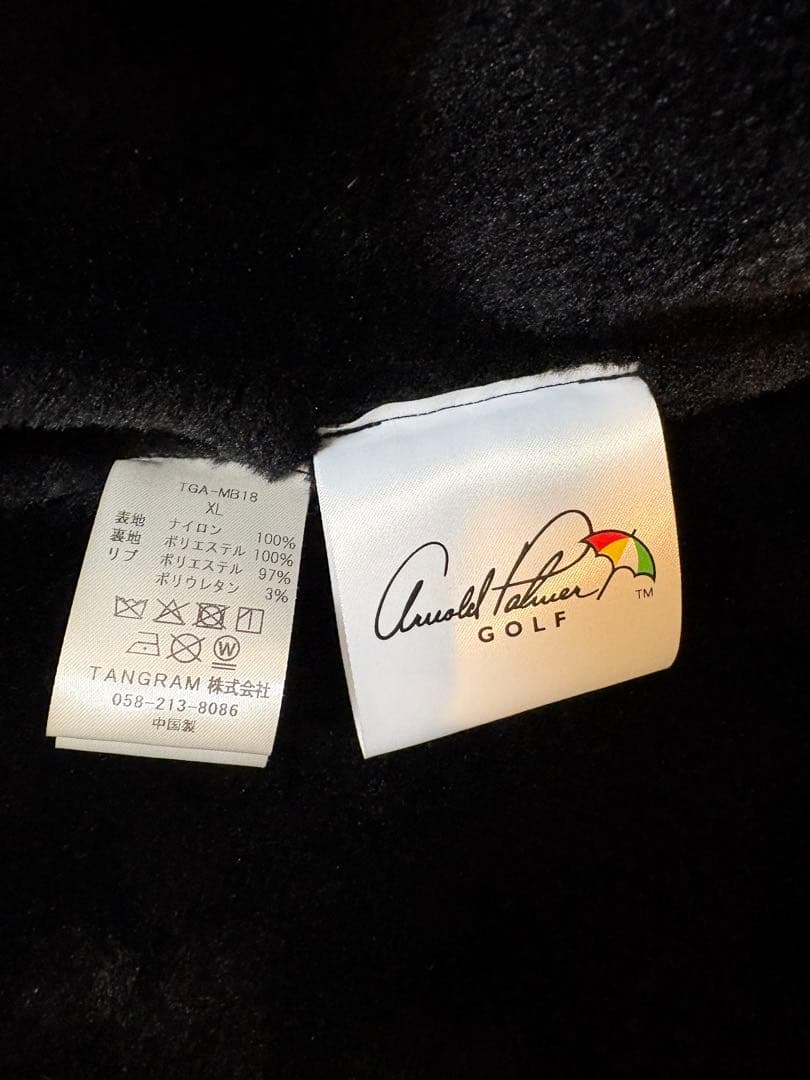 TGA-MB18
XL
表地 ナイロン 100%
裏地 ポリエステル 100%
リブ ポリエステル 97%
ポリウレタン 3%
W
TANGRAM 株式会社
058-213-8086
中国製
Arnold Palmer
GOLF
TM